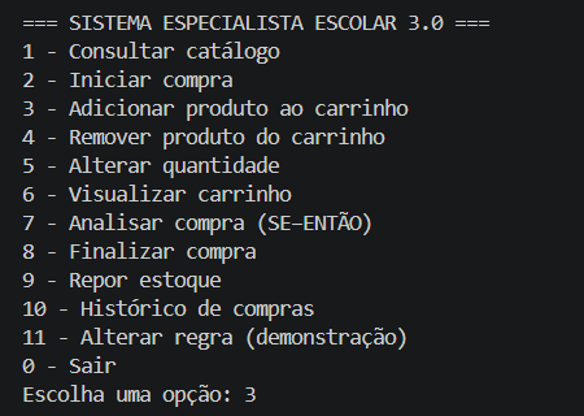 === SISTEMA ESPECIALISTA ESCOLAR 3.0 ===
1 - Consultar catálogo
2 - Iniciar compra
3 - Adicionar produto ao carrinho
4 - Remover produto do carrinho
5 - Alterar quantidade
6 - Visualizar carrinho
7 - Analisar compra (SE–ENTÃO)
8 - Finalizar compra
9 - Repor estoque
10 - Histórico de compras
11 - Alterar regra (demonstração)
0 - Sair
Escolha uma opção: 3